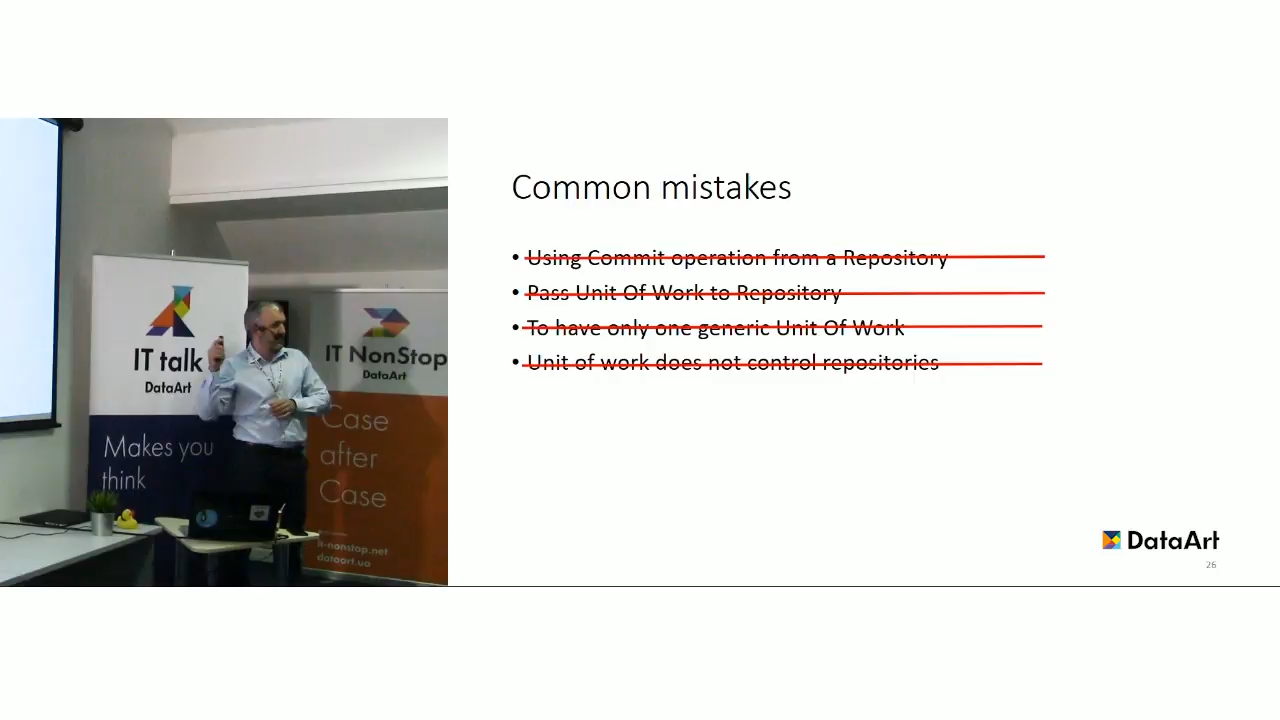 Common mistakes
• Using Commit operation from a Repository
• Pass Unit Of Work to Repository
• To have only one generic Unit Of Work
• Unit of work does not control repositories
DataArt
26
IT talk
DataArt
Makes you
think
IT NonStop
DataArt
Case
after
Case
it-nonstop.net
dataart.ua